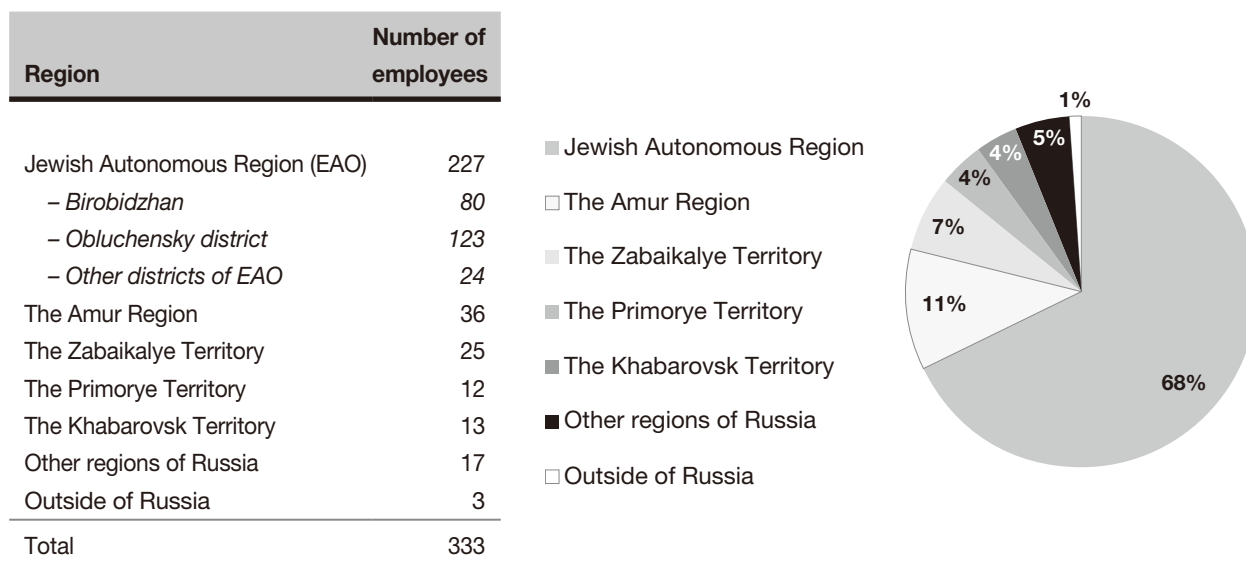 Region Number of employees
Jewish Autonomous Region (EAO) 227
– Birobidzhan 80
– Obluchensky district 123
– Other districts of EAO 24
The Amur Region 36
The Zabaikalye Territory 25
The Primorye Territory 12
The Khabarovsk Territory 13
Other regions of Russia 17
Outside of Russia 3
Total 333
Jewish Autonomous Region
The Amur Region
The Zabaikalye Territory
The Primorye Territory
The Khabarovsk Territory
Other regions of Russia
Outside of Russia
1%
5%
4%
4%
7%
11%
68%